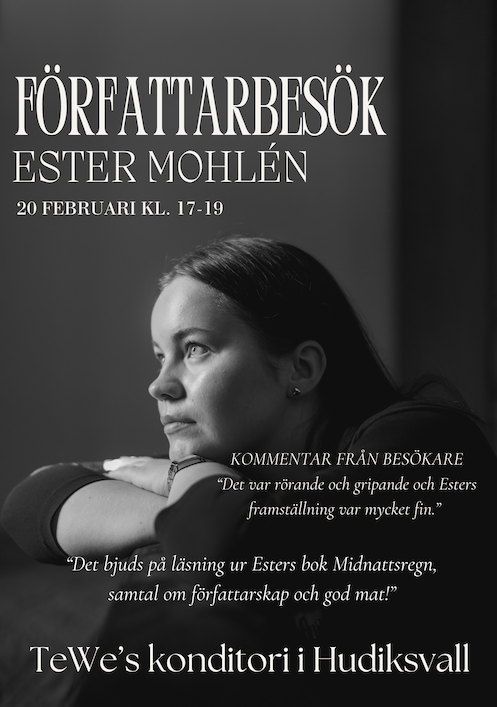 FÖRFATTARBESÖK
ESTER MOHLÉN
20 FEBRUARI KL. 17-19
KOMMENTAR FRÅN BESÖKARE
“Det var rörande och gripande och Esters
framställning var mycket fin.”
“Det bjuds på läsning ur Esters bok Midnattsregn,
samtal om författarskap och god mat!”
TeWe’s konditori i Hudiksvall